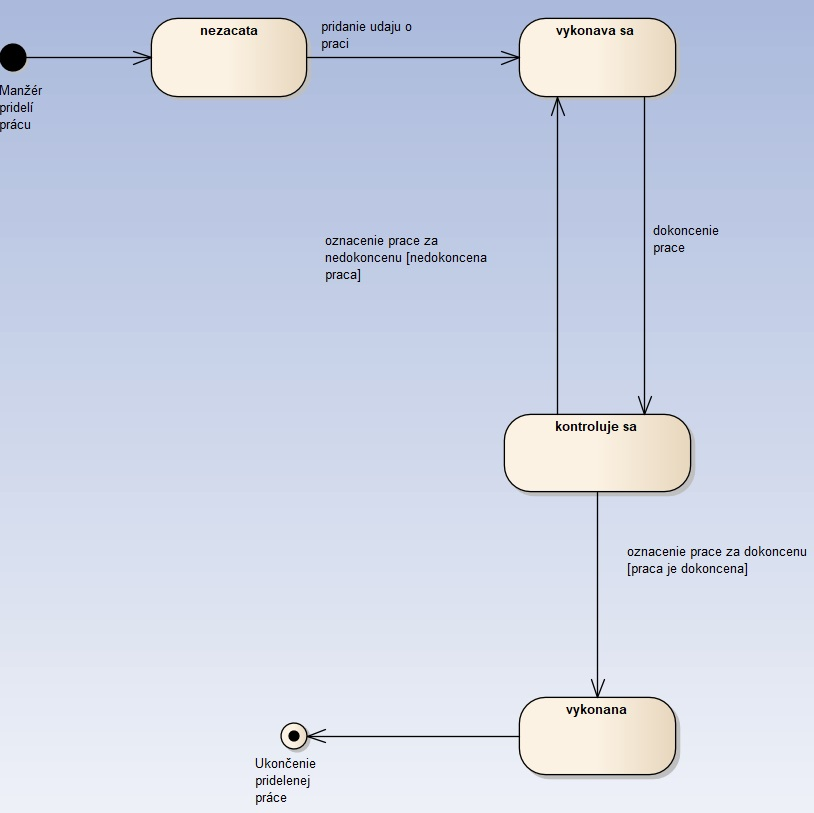 nezacata
pridanie udaju o
praci
vykonava sa
Manžér
pridelí
prácu
oznacenie prace za
nedokoncenu [nedokoncena
praca]
dokoncenie
prace
kontroluje sa
oznacenie prace za dokoncenu
[praca je dokoncena]
vykonana
Ukončenie
pridelenej
práce